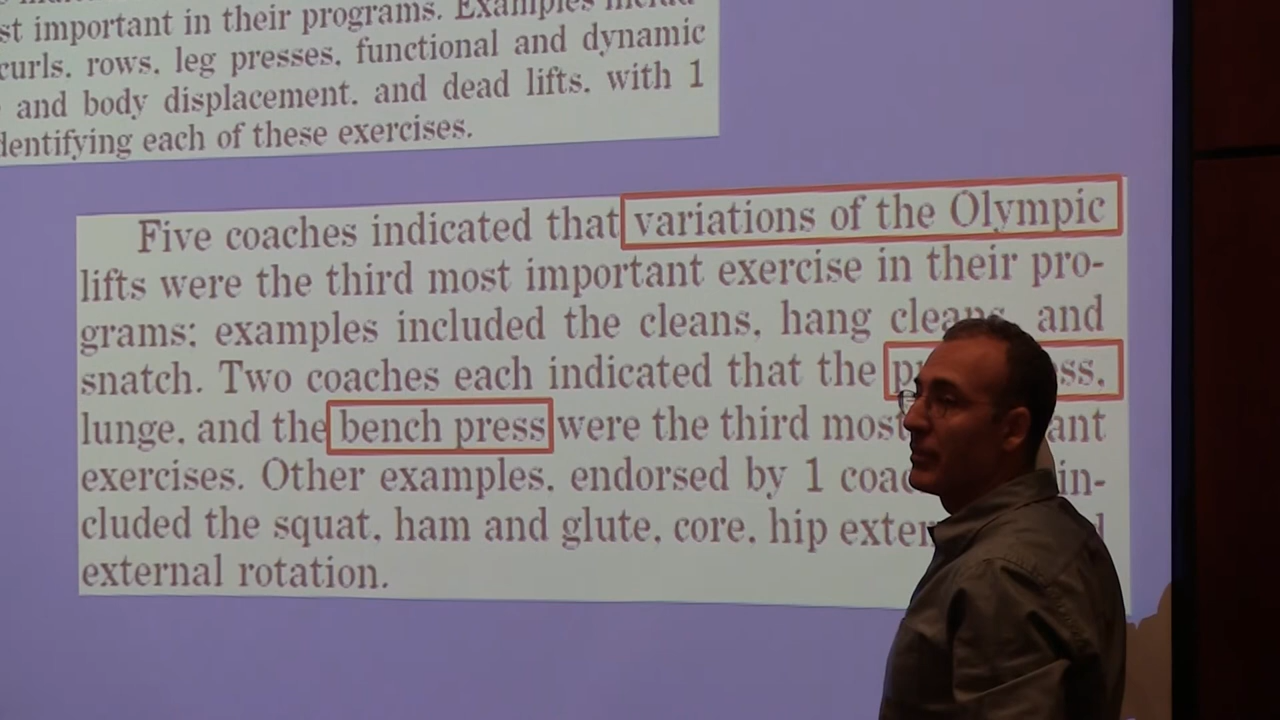 st important in their programs. Examples includ
curls, rows, leg presses, functional and dynamic
and body displacement, and dead lifts, with 1
dentifying each of these exercises.
Five coaches indicated that variations of the Olympic
lifts were the third most important exercise in their pro-
grams; examples included the cleans, hang cleans, and
snatch. Two coaches each indicated that the
lunge, and the bench press were the third most
exercises. Other examples, endorsed by 1 in-
cluded the squat, ham and glute, core, hip
external rotation.